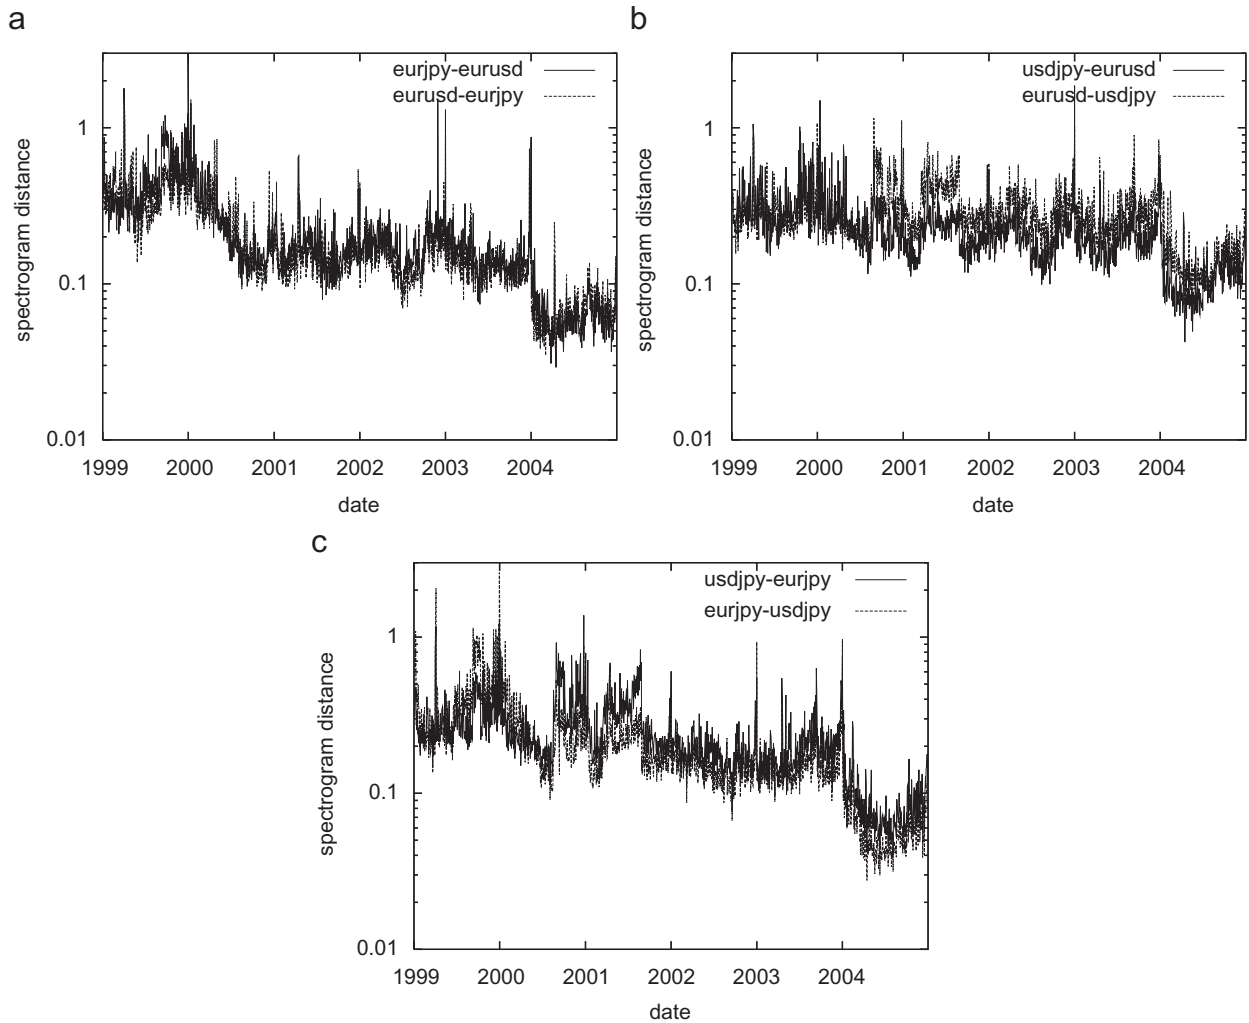 a
eurjpy-eurusd
eurusd-eurjpy
1
0.1
0.01
spectrogram distance
1999 2000 2001 2002 2003 2004
date
b
usdjpy-eurusd
eurusd-usdjpy
1
0.1
0.01
spectrogram distance
1999 2000 2001 2002 2003 2004
date
c
usdjpy-eurjpy
eurjpy-usdjpy
1
0.1
0.01
spectrogram distance
1999 2000 2001 2002 2003 2004
date